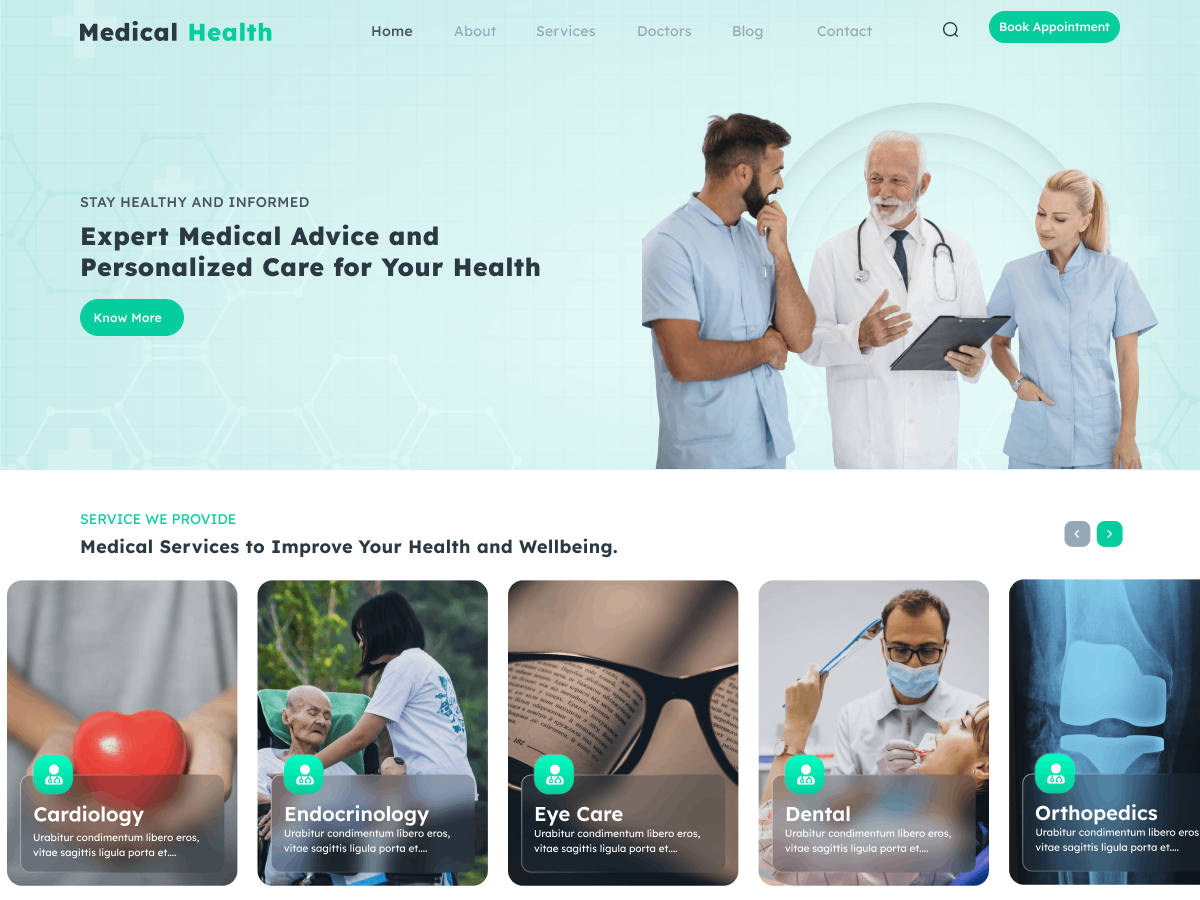 Medical Health
Home About Services Doctors Blog Contact
Book Appointment
STAY HEALTHY AND INFORMED
Expert Medical Advice and
Personalized Care for Your Health
Know More
SERVICE WE PROVIDE
Medical Services to Improve Your Health and Wellbeing.
Cardiology
Urabitur condimentum libero eros,
vitae sagittis ligula porta et....
Endocrinology
Urabitur condimentum libero eros,
vitae sagittis ligula porta et....
182
Eye Care
Urabitur condimentum libero eros,
vitae sagittis ligula porta et....
Dental
Urabitur condimentum libero eros,
vitae sagittis ligula porta et....
Orthopedics
Urabitur condimentum libero eros
vitae sagittis ligula porta et....